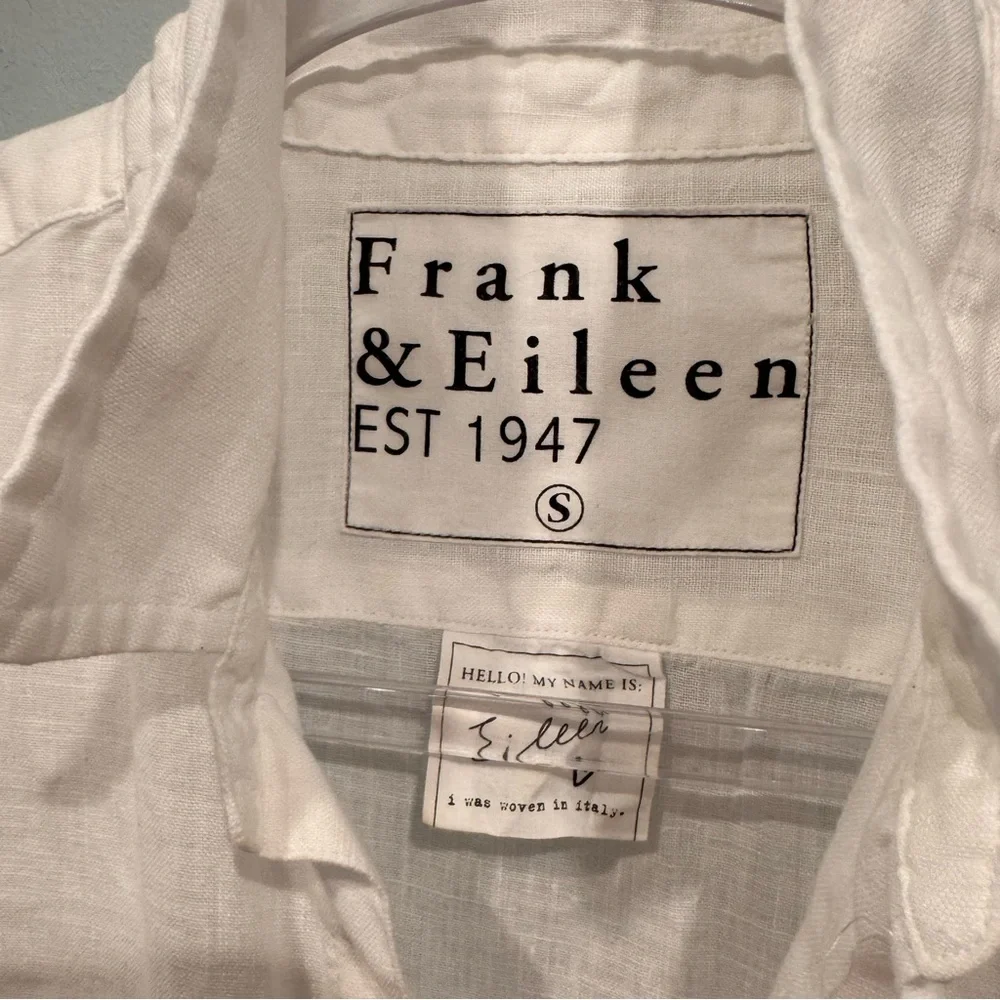 Frank
& Eileen
EST 1947
S
HELLO! MY NAME IS:
Eileen
i was woven in italy.